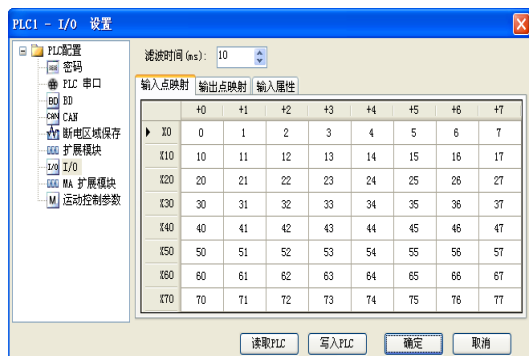 PLC1 - I/O 设置
PLC配置
密码
PLC 串口
BD BD
CAN CAN
断电区域保存
扩展模块
I/O I/O
MA 扩展模块
M 运动控制参数
滤波时间(ms): 10
输入点映射 输出点映射 输入属性
+0 +1 +2 +3 +4 +5 +6 +7
X0 0 1 2 3 4 5 6 7
X10 10 11 12 13 14 15 16 17
X20 20 21 22 23 24 25 26 27
X30 30 31 32 33 34 35 36 37
X40 40 41 42 43 44 45 46 47
X50 50 51 52 53 54 55 56 57
X60 60 61 62 63 64 65 66 67
X70 70 71 72 73 74 75 76 77
读取PLC 写入PLC 确定 取消